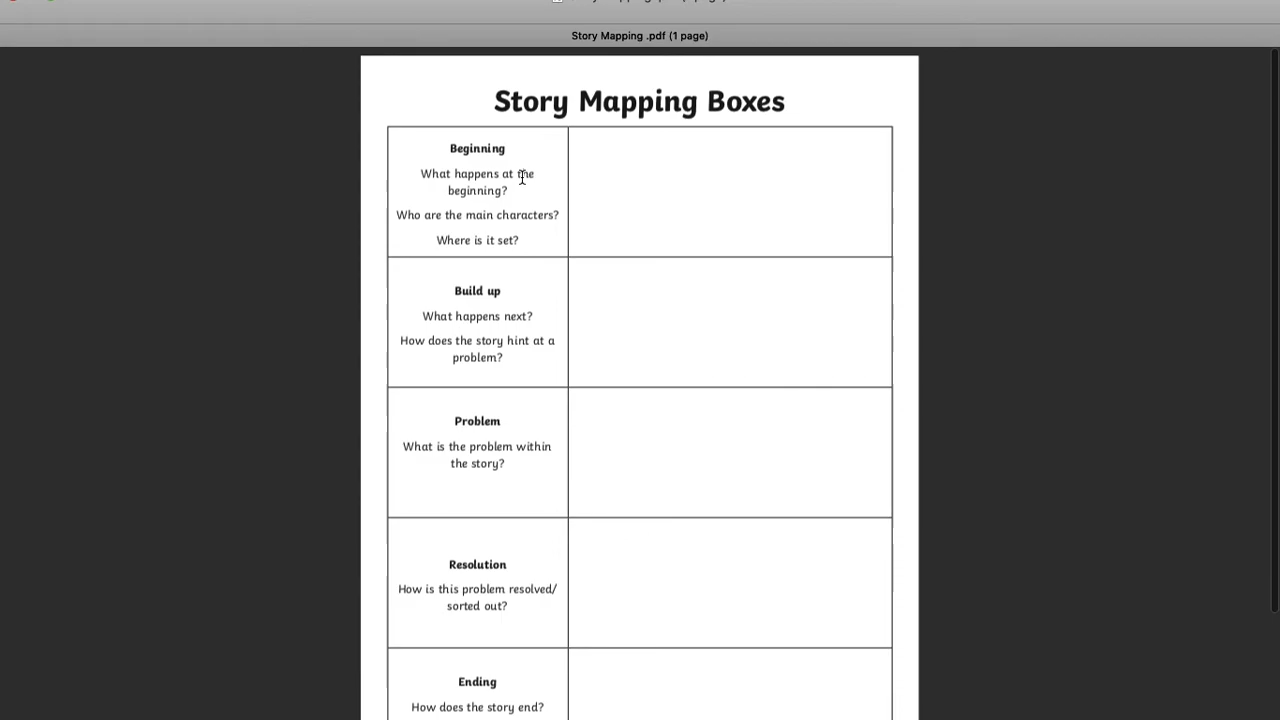 Story Mapping .pdf (1 page)
Story Mapping Boxes
Beginning
What happens at the
beginning?
Who are the main characters?
Where is it set?
Build up
What happens next?
How does the story hint at a
problem?
Problem
What is the problem within
the story?
Resolution
How is this problem resolved/
sorted out?
Ending
How does the story end?